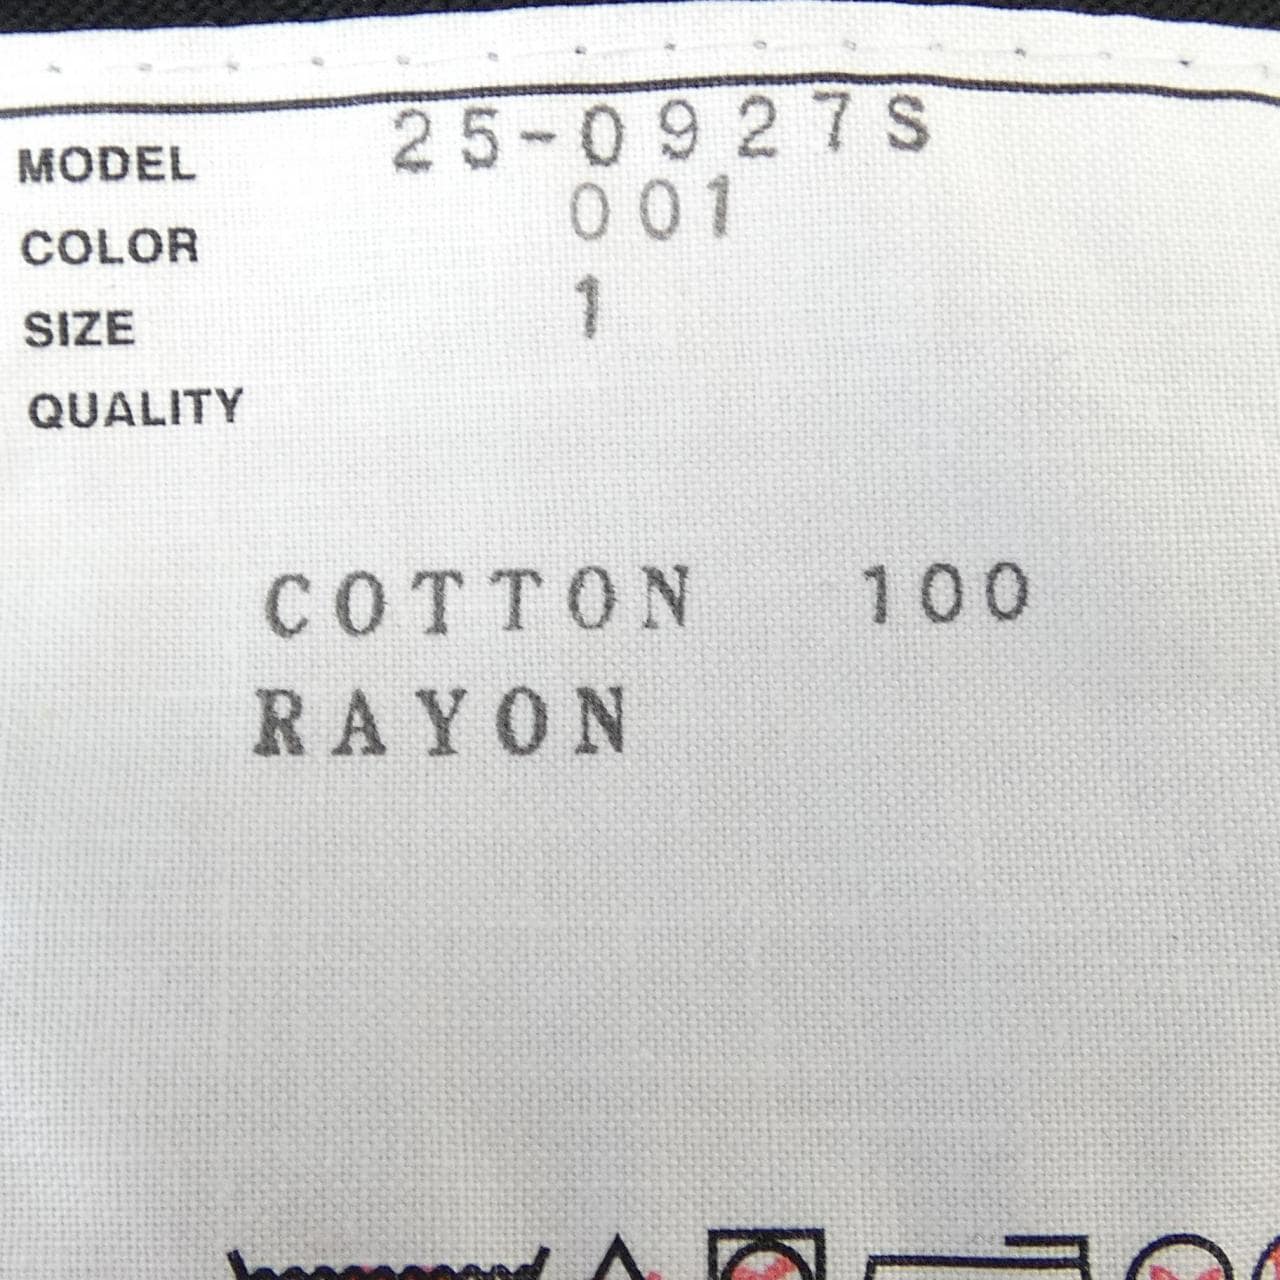 MODEL 25-0927S
COLOR 001
SIZE 1
QUALITY
COTTON 100
RAYON